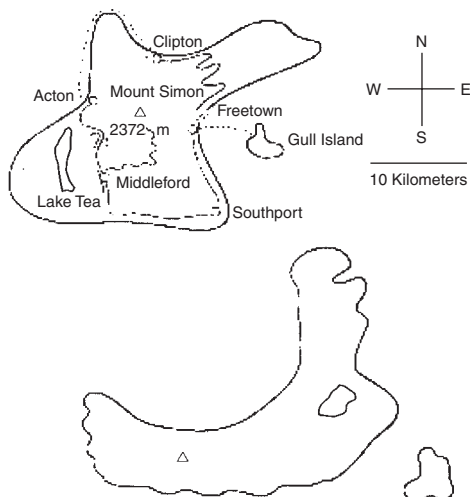 Clipton
N
Acton
Mount Simon
W
E
2372 m
Freetown
Gull Island
S
Middleford
10 Kilometers
Lake Tea
Southport